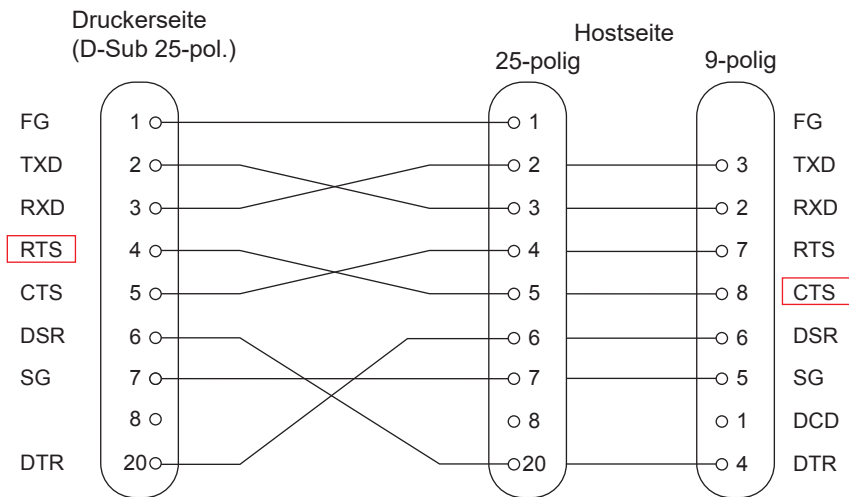 Druckerseite
(D-Sub 25-pol.)
Hostseite
25-polig 9-polig
FG 1 1 FG
TXD 2 2 3 TXD
RXD 3 3 2 RXD
RTS 4 4 7 RTS
CTS 5 5 8 CTS
DSR 6 6 6 DSR
SG 7 7 5 SG
8 8 1 DCD
DTR 20 20 4 DTR